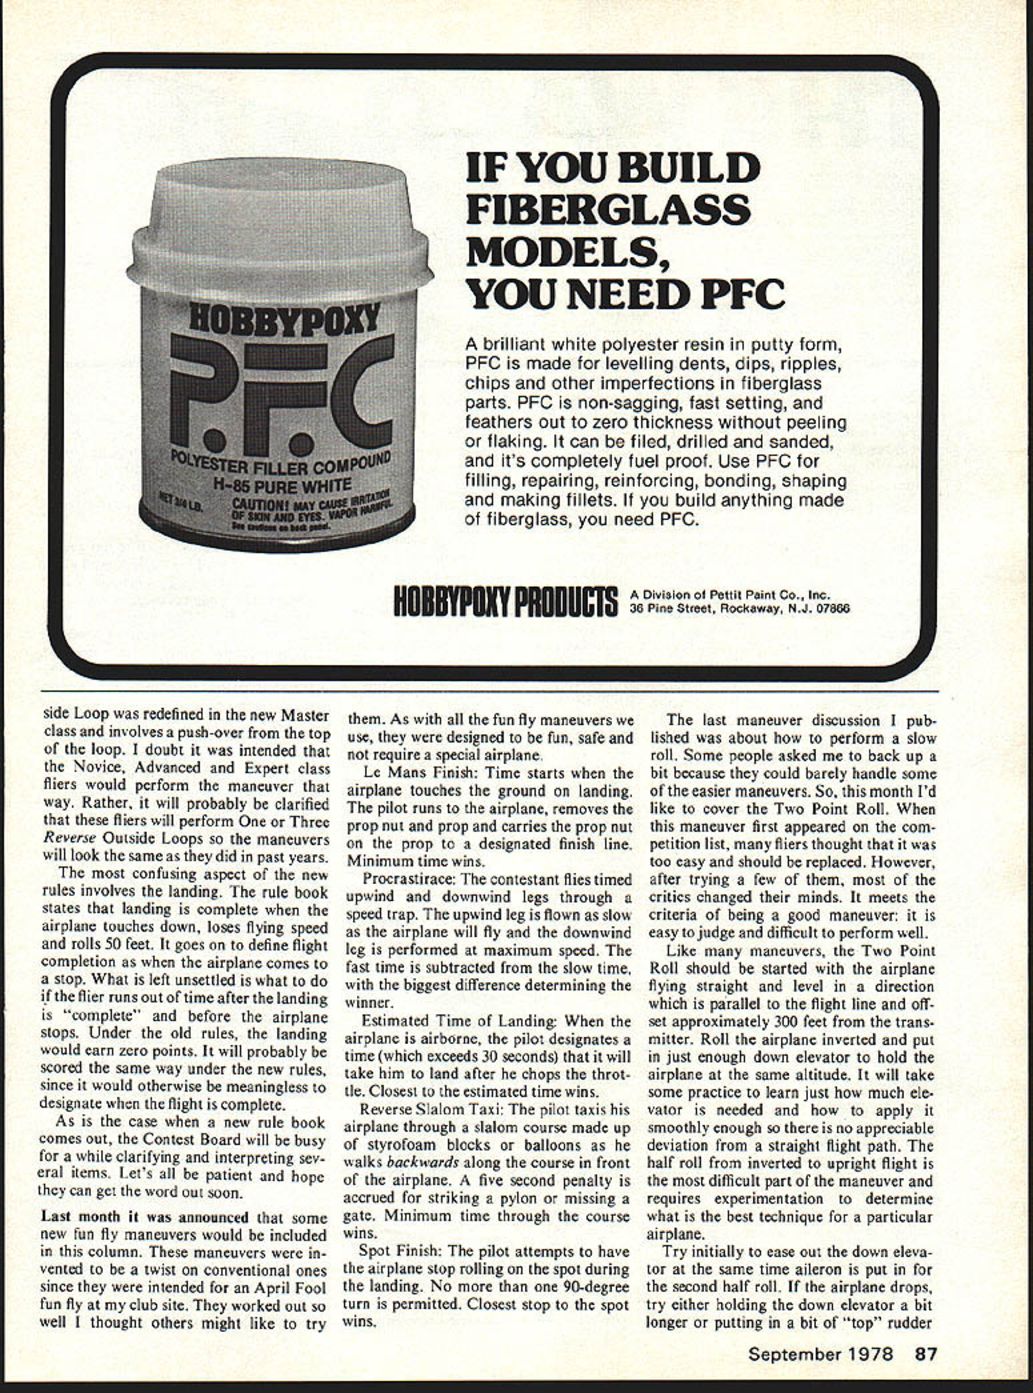 HOBBYPOXY
P.F.C
POLYESTER FILLER COMPOUND
H-85 PURE WHITE
NET 3/4 LB.
CAUTION! MAY CAUSE IRRITATION
OF SKIN AND EYES. VAPOR HARMFUL.
See cautions on back panel.
IF YOU BUILD
FIBERGLASS
MODELS,
YOU NEED PFC
A brilliant white polyester resin in putty form,
PFC is made for levelling dents, dips, ripples,
chips and other imperfections in fiberglass
parts. PFC is non-sagging, fast setting, and
feathers out to zero thickness without peeling
or flaking. It can be filed, drilled and sanded,
and it's completely fuel proof. Use PFC for
filling, repairing, reinforcing, bonding, shaping
and making fillets. If you build anything made
of fiberglass, you need PFC.
HOBBYPOXY PRODUCTS
A Division of Pettit Paint Co., Inc.
36 Pine Street, Rockaway, N.J. 07866
side Loop was redefined in the new Master
class and involves a push-over from the top
of the loop. I doubt it was intended that
the Novice, Advanced and Expert class
fliers would perform the maneuver that
way. Rather, it will probably be clarified
that these fliers will perform One or Three
Reverse Outside Loops so the maneuvers
will look the same as they did in past years.
The most confusing aspect of the new
rules involves the landing. The rule book
states that landing is complete when the
airplane touches down, loses flying speed
and rolls 50 feet. It goes on to define flight
completion as when the airplane comes to
a stop. What is left unsettled is what to do
if the flier runs out of time after the landing
is "complete" and before the airplane
stops. Under the old rules, the landing
would earn zero points. It will probably be
scored the same way under the new rules,
since it would otherwise be meaningless to
designate when the flight is complete.
As is the case when a new rule book
comes out, the Contest Board will be busy
for a while clarifying and interpreting sev-
eral items. Let's all be patient and hope
they can get the word out soon.
Last month it was announced that some
new fun fly maneuvers would be included
in this column. These maneuvers were in-
vented to be a twist on conventional ones
since they were intended for an April Fool
fun fly at my club site. They worked out so
well I thought others might like to try
them. As with all the fun fly maneuvers we
use, they were designed to be fun, safe and
not require a special airplane.
Le Mans Finish: Time starts when the
airplane touches the ground on landing.
The pilot runs to the airplane, removes the
prop nut and prop and carries the prop nut
on the prop to a designated finish line.
Minimum time wins.
Procrastirace: The contestant flies timed
upwind and downwind legs through a
speed trap. The upwind leg is flown as slow
as the airplane will fly and the downwind
leg is performed at maximum speed. The
fast time is subtracted from the slow time,
with the biggest difference determining the
winner.
Estimated Time of Landing: When the
airplane is airborne, the pilot designates a
time (which exceeds 30 seconds) that it will
take him to land after he chops the throt-
tle. Closest to the estimated time wins.
Reverse Slalom Taxi: The pilot taxis his
airplane through a slalom course made up
of styrofoam blocks or balloons as he
walks backwards along the course in front
of the airplane. A five second penalty is
accrued for striking a pylon or missing a
gate. Minimum time through the course
wins.
Spot Finish: The pilot attempts to have
the airplane stop rolling on the spot during
the landing. No more than one 90-degree
turn is permitted. Closest stop to the spot
wins.
The last maneuver discussion I pub-
lished was about how to perform a slow
roll. Some people asked me to back up a
bit because they could barely handle some
of the easier maneuvers. So, this month I'd
like to cover the Two Point Roll. When
this maneuver first appeared on the com-
petition list, many fliers thought that it was
too easy and should be replaced. However,
after trying a few of them, most of the
critics changed their minds. It meets the
criteria of being a good maneuver: it is
easy to judge and difficult to perform well.
Like many maneuvers, the Two Point
Roll should be started with the airplane
flying straight and level in a direction
which is parallel to the flight line and off-
set approximately 300 feet from the trans-
mitter. Roll the airplane inverted and put
in just enough down elevator to hold the
airplane at the same altitude. It will take
some practice to learn just how much ele-
vator is needed and how to apply it
smoothly enough so there is no appreciable
deviation from a straight flight path. The
half roll from inverted to upright flight is
the most difficult part of the maneuver and
requires experimentation to determine
what is the best technique for a particular
airplane.
Try initially to ease out the down eleva-
tor at the same time aileron is put in for
the second half roll. If the airplane drops,
try either holding the down elevator a bit
longer or putting in a bit of "top" rudder
September 1978 87